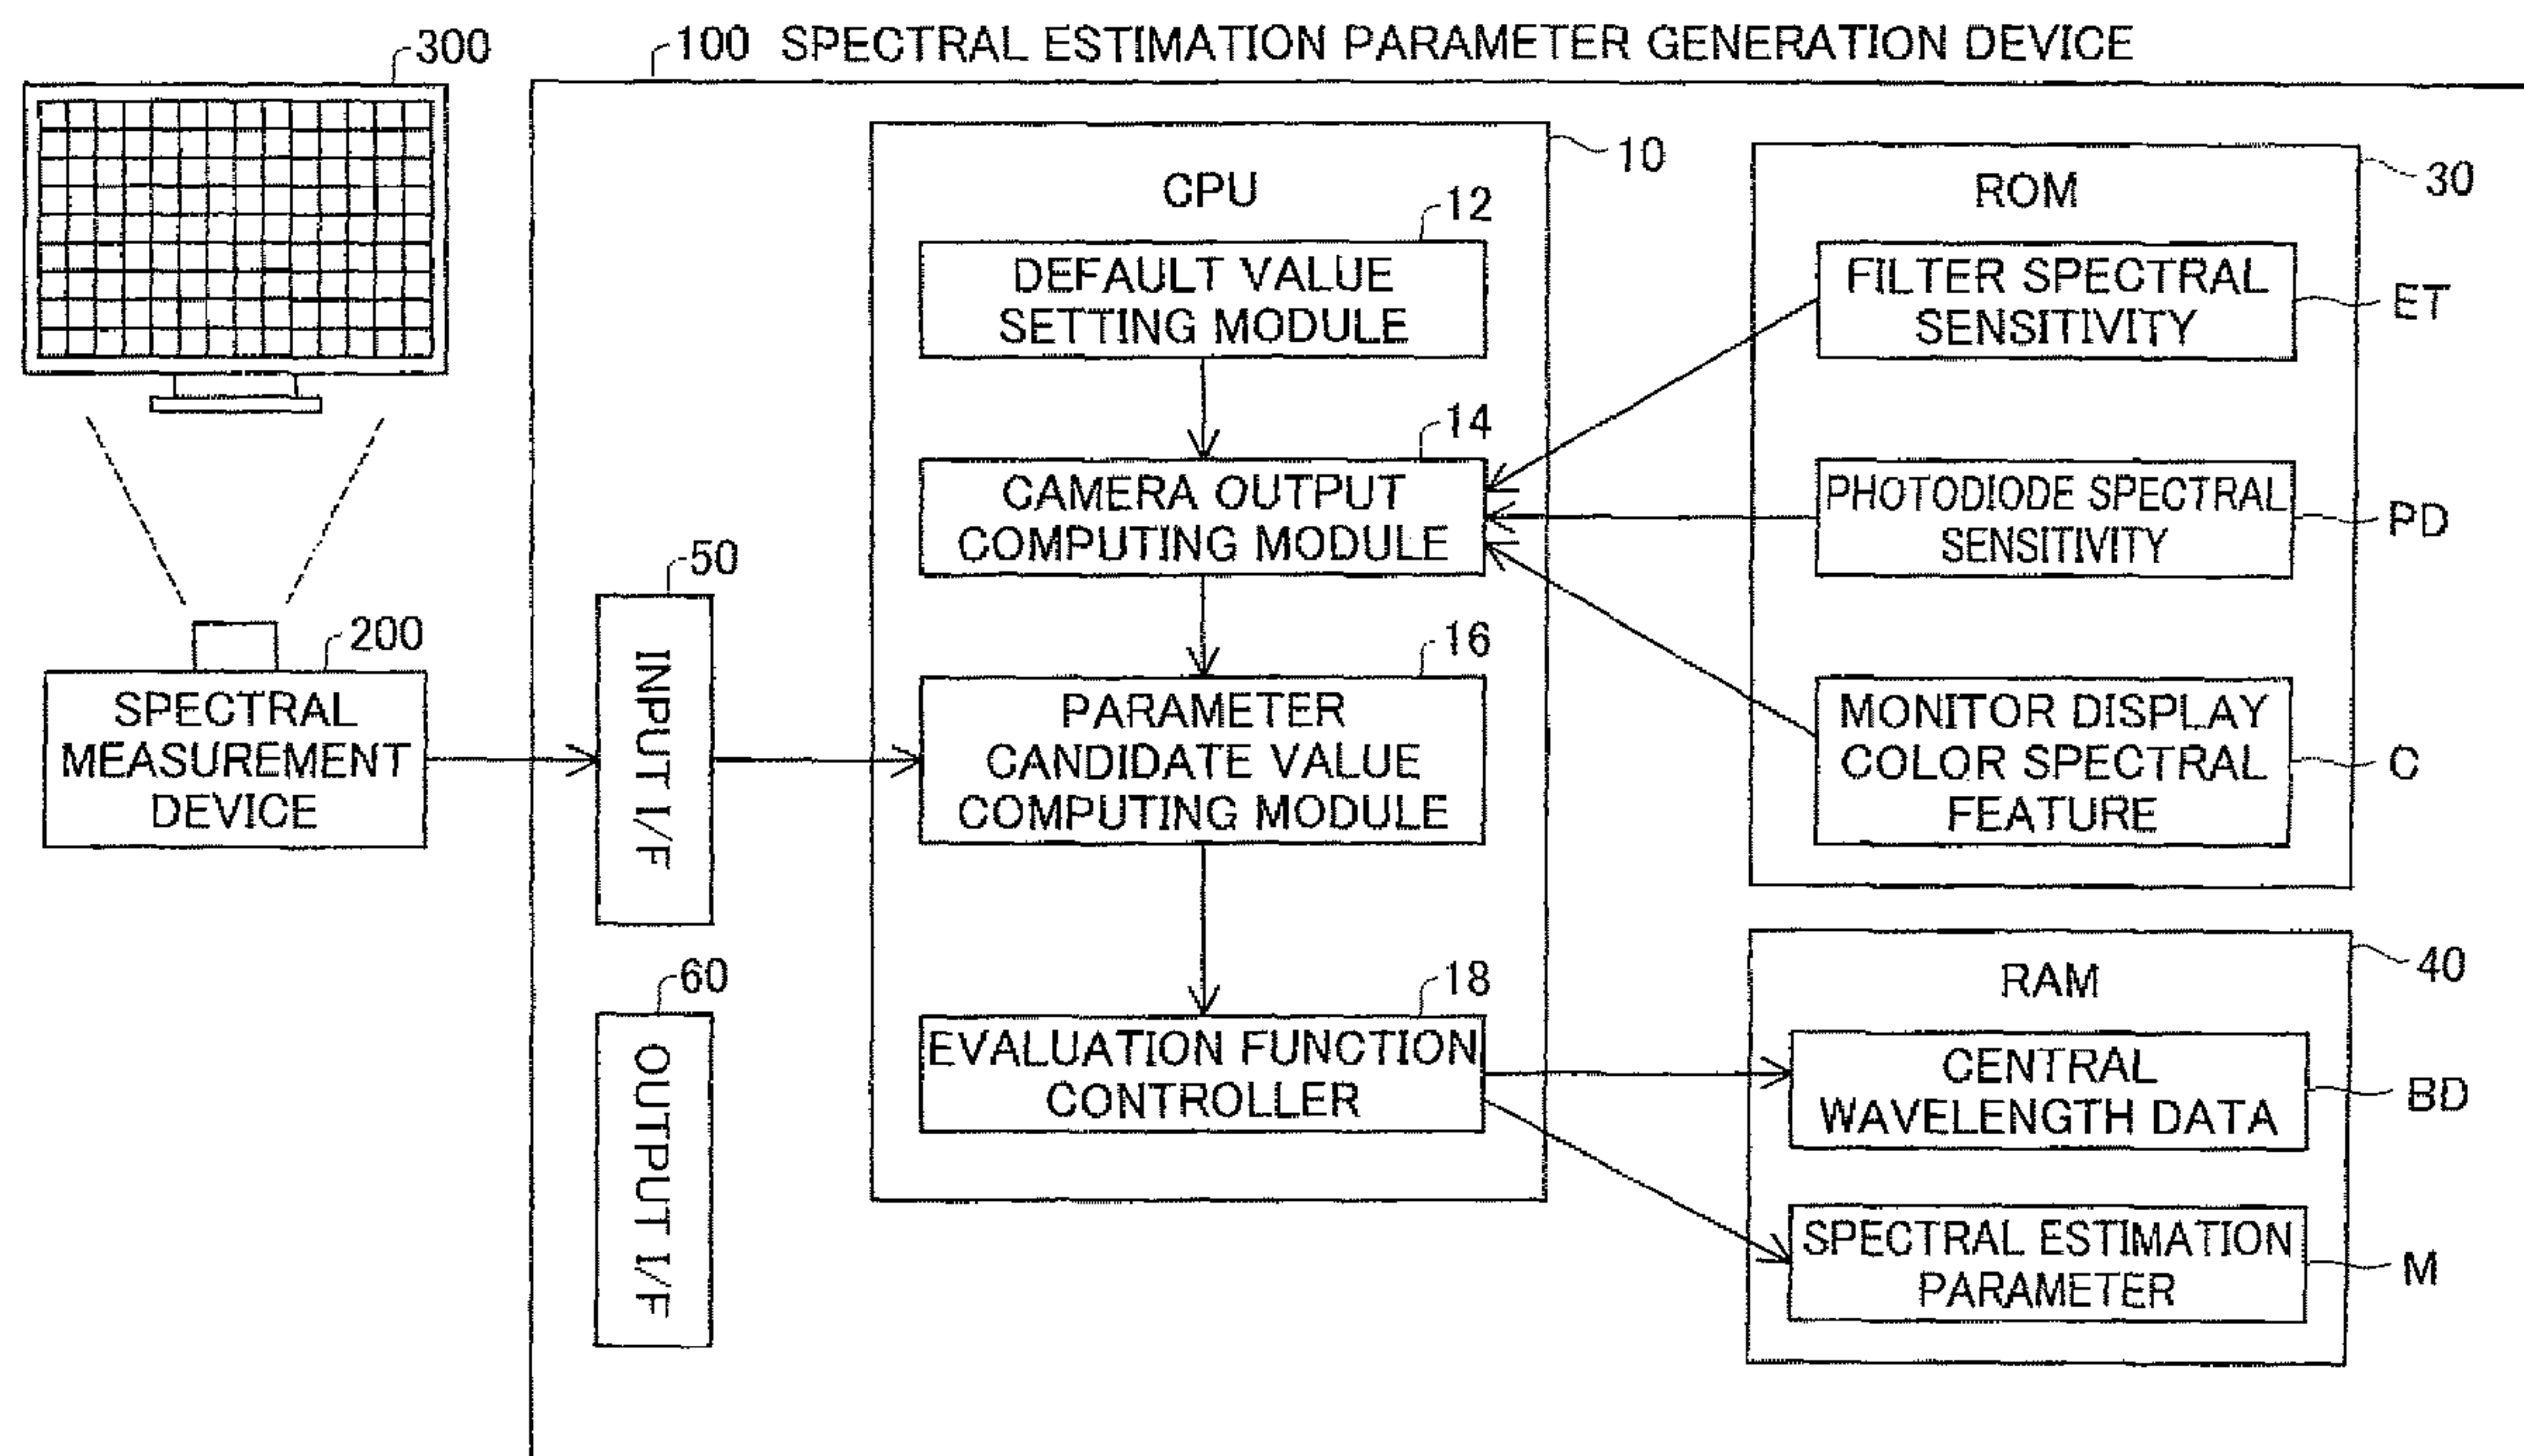 300
100 SPECTRAL ESTIMATION PARAMETER GENERATION DEVICE
200
SPECTRAL
MEASUREMENT
DEVICE
50
INPUT I/F
60
OUTPUT I/F
10
CPU
12
DEFAULT VALUE
SETTING MODULE
14
CAMERA OUTPUT
COMPUTING MODULE
16
PARAMETER
CANDIDATE VALUE
COMPUTING MODULE
18
EVALUATION FUNCTION
CONTROLLER
30
ROM
FILTER SPECTRAL
SENSITIVITY
ET
PHOTODIODE SPECTRAL
SENSITIVITY
PD
MONITOR DISPLAY
COLOR SPECTRAL
FEATURE
C
40
RAM
CENTRAL
WAVELENGTH DATA
BD
SPECTRAL ESTIMATION
PARAMETER
M